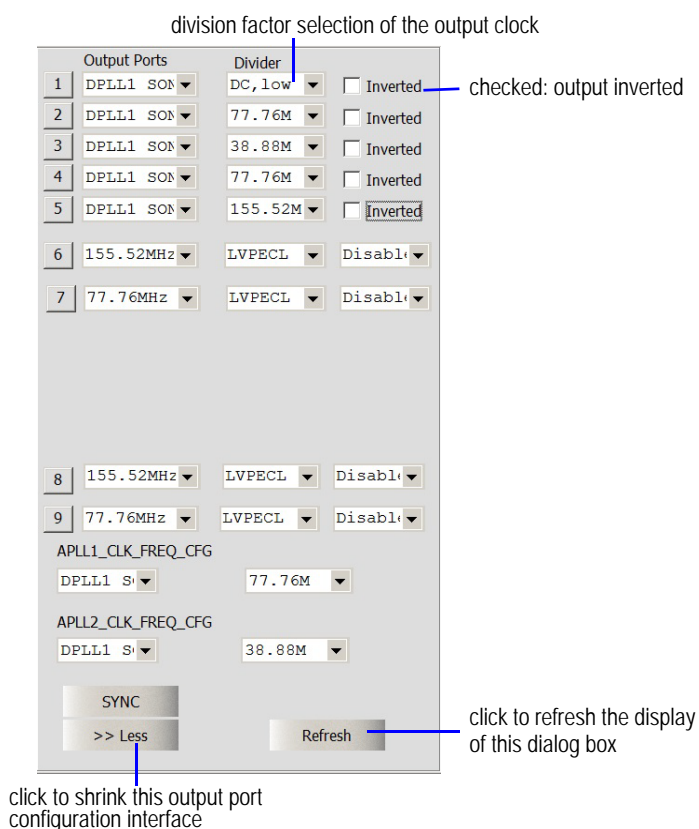 division factor selection of the output clock
Output Ports Divider
1 DPLL1 SON DC,low Inverted checked: output inverted
2 DPLL1 SON 77.76M Inverted
3 DPLL1 SON 38.88M Inverted
4 DPLL1 SON 77.76M Inverted
5 DPLL1 SON 155.52M Inverted
6 155.52MHz LVPECL Disable
7 77.76MHz LVPECL Disable
8 155.52MHz LVPECL Disable
9 77.76MHz LVPECL Disable
APLL1_CLK_FREQ_CFG
DPLL1 S 77.76M
APLL2_CLK_FREQ_CFG
DPLL1 S 38.88M
SYNC
>> Less Refresh
click to refresh the display
of this dialog box
click to shrink this output port
configuration interface